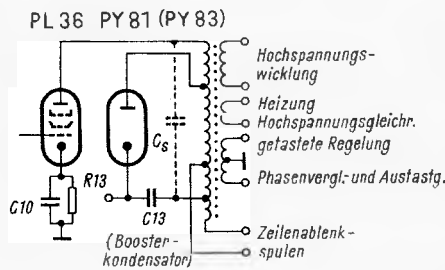 PL 36 PY 81 (PY 83)
Hochspannungs-
wicklung
Heizung
Hochspannungsgleichr.
getastete Regelung
Phasenvergl.- und Austastg.
Zeilenablenk-
spulen
Cs
R13
C10
C13
(Booster-
kondensator)